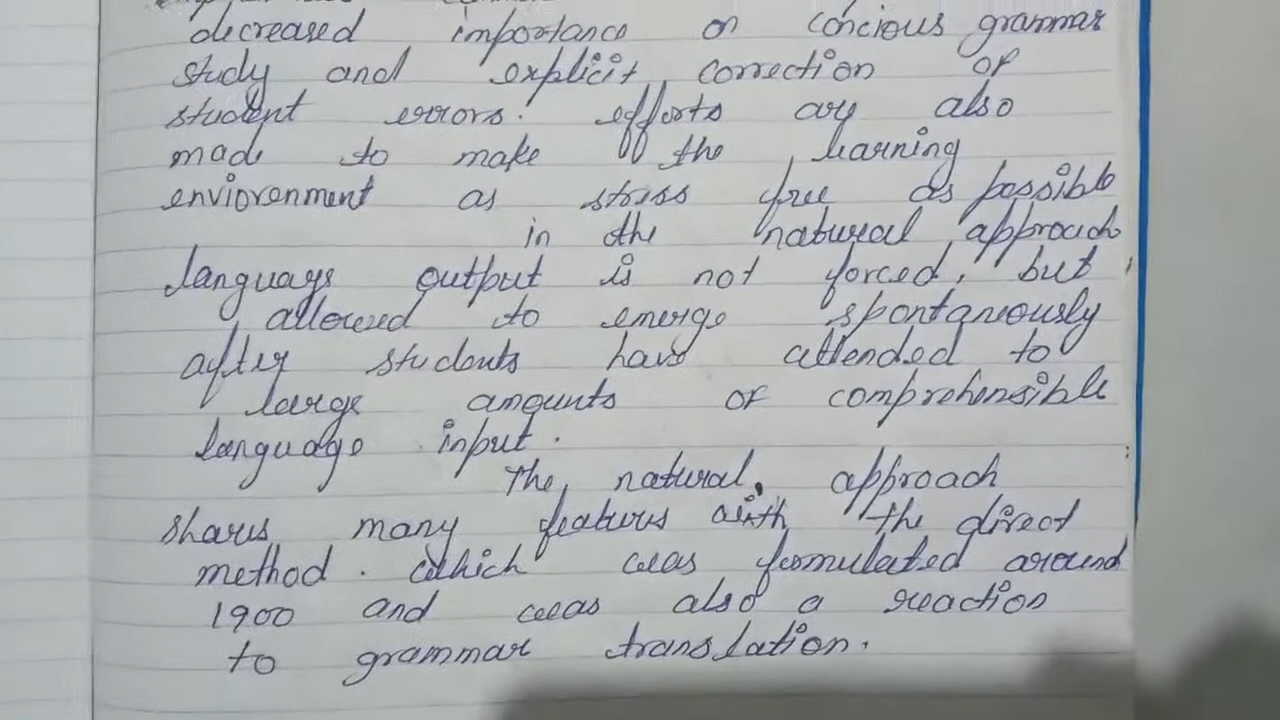 decreased importance on concious grammar
study and explicit correction of
student errors. efforts are also
made to make the learning
enviorenment as stress free as possible
in the natural approach
language output is not forced, but
allowed to emerge spontaneously
after students have attended to
large amounts of comprehensible
language input.
The natural approach
shares many features with the direct
method. which was formulated around
1900 and was also a reaction
to grammar translation.